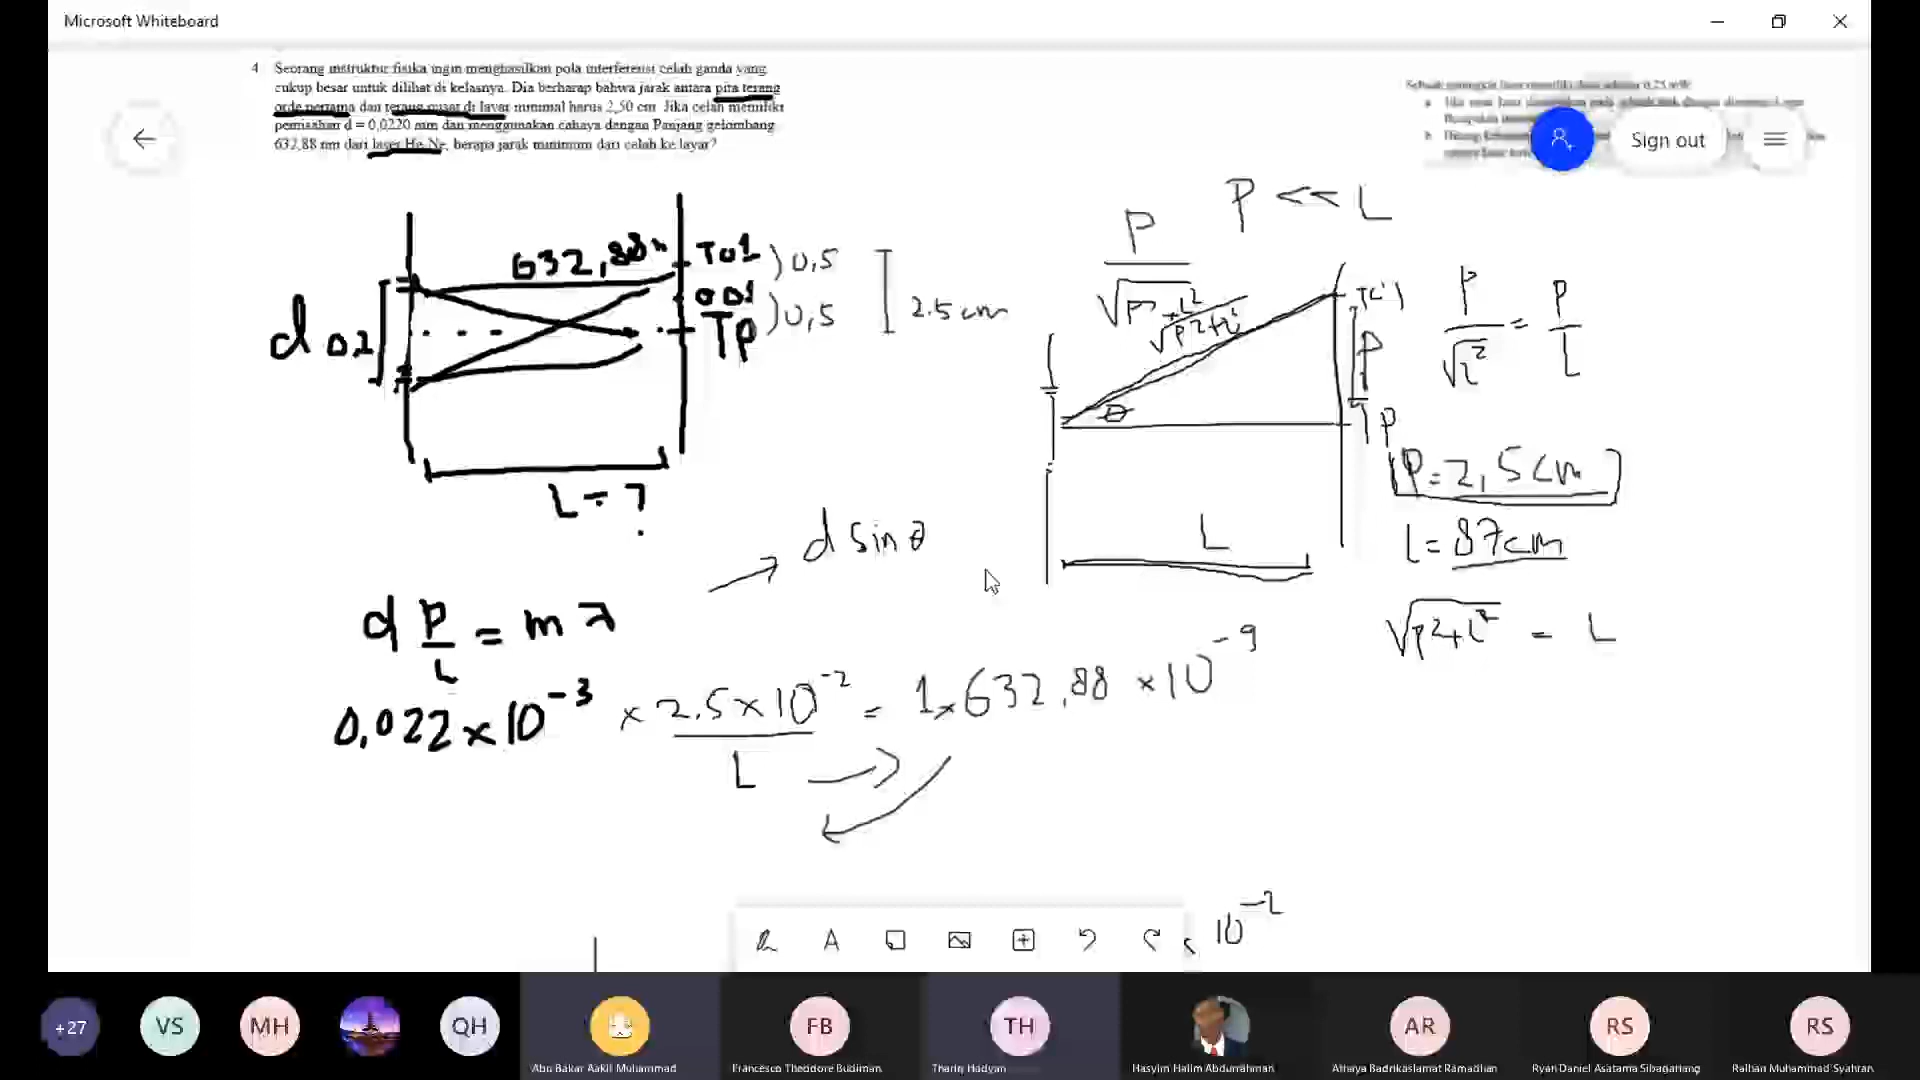 Microsoft Whiteboard
4 Seorang instruktur fisika ingin menghasilkan pola interferensi celah ganda yang
cukup besar untuk dilihat di kelasnya. Dia berharap bahwa jarak antara pita terang
orde pertama dan terang pusat di layar minimal harus 2,50 cm Jika celah memiliki
pemisahan d = 0,0220 mm dan menggunakan cahaya dengan Panjang gelombang
632,88 nm dari laser He-Ne, berapa jarak minimum dari celah ke layar?
Sign out
632,88n
TO1 ) 0,5
OD1
TP ) 0,5
2.5 cm
d
L = ?
P << L
P
√P²+L²
√P²+L²
θ
P
TP
L
P/√L² = P/L
P = 2,5 cm
L = 87 cm
√P²+L² = L
d sin θ
d P/L = m λ
0,022 × 10⁻³ × 2.5 × 10⁻² / L = 1 × 632,88 × 10⁻⁹
10⁻²
+27
VS
MH
QH
FB
TH
AR
RS
RS
Abu Bakar Aakil Muhammad
Francesco Theodore Budiman
Thariq Hadyan
Hasyim Halim Abdurrahman
Athaya Badrikaslamat Ramadhan
Ryan Daniel Asatama Sibagariang
Raihan Muhammad Syahran